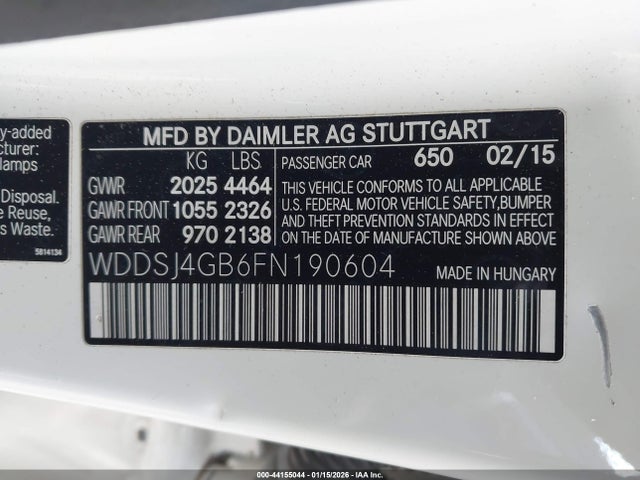 y-added
cturer:
lamps
Disposal.
e Reuse,
s Waste.
5814134
MFD BY DAIMLER AG STUTTGART
KG LBS PASSENGER CAR 650 02/15
GVWR 2025 4464
GAWR FRONT 1055 2326
GAWR REAR 970 2138
THIS VEHICLE CONFORMS TO ALL APPLICABLE
U.S. FEDERAL MOTOR VEHICLE SAFETY,BUMPER
AND THEFT PREVENTION STANDARDS IN EFFECT
ON THE DATE OF MANUFACTURE SHOWN ABOVE.
WDDSJ4GB6FN190604 MADE IN HUNGARY
000-44155044 - 01/15/2026 - IAA Inc.